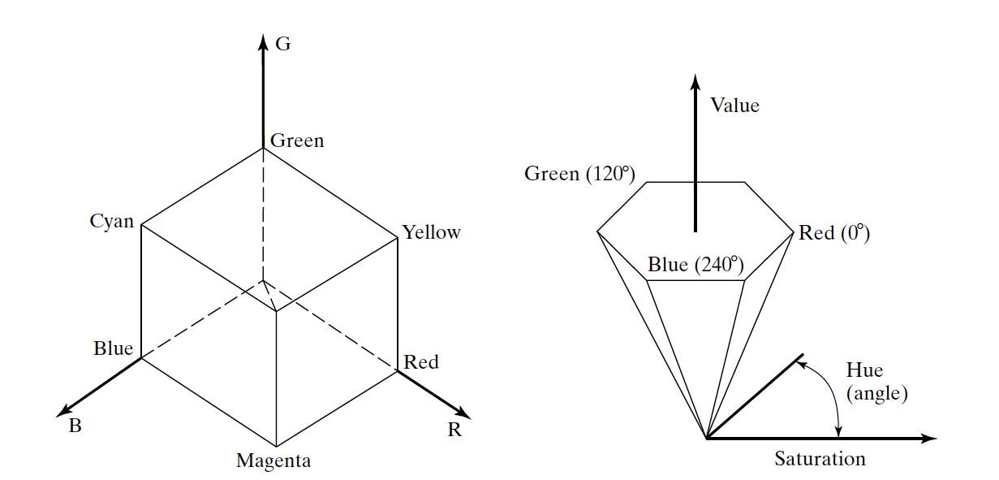 G
Green
Cyan
Yellow
Blue
Red
B
R
Magenta
Value
Green (120°)
Red (0°)
Blue (240°)
Hue
(angle)
Saturation